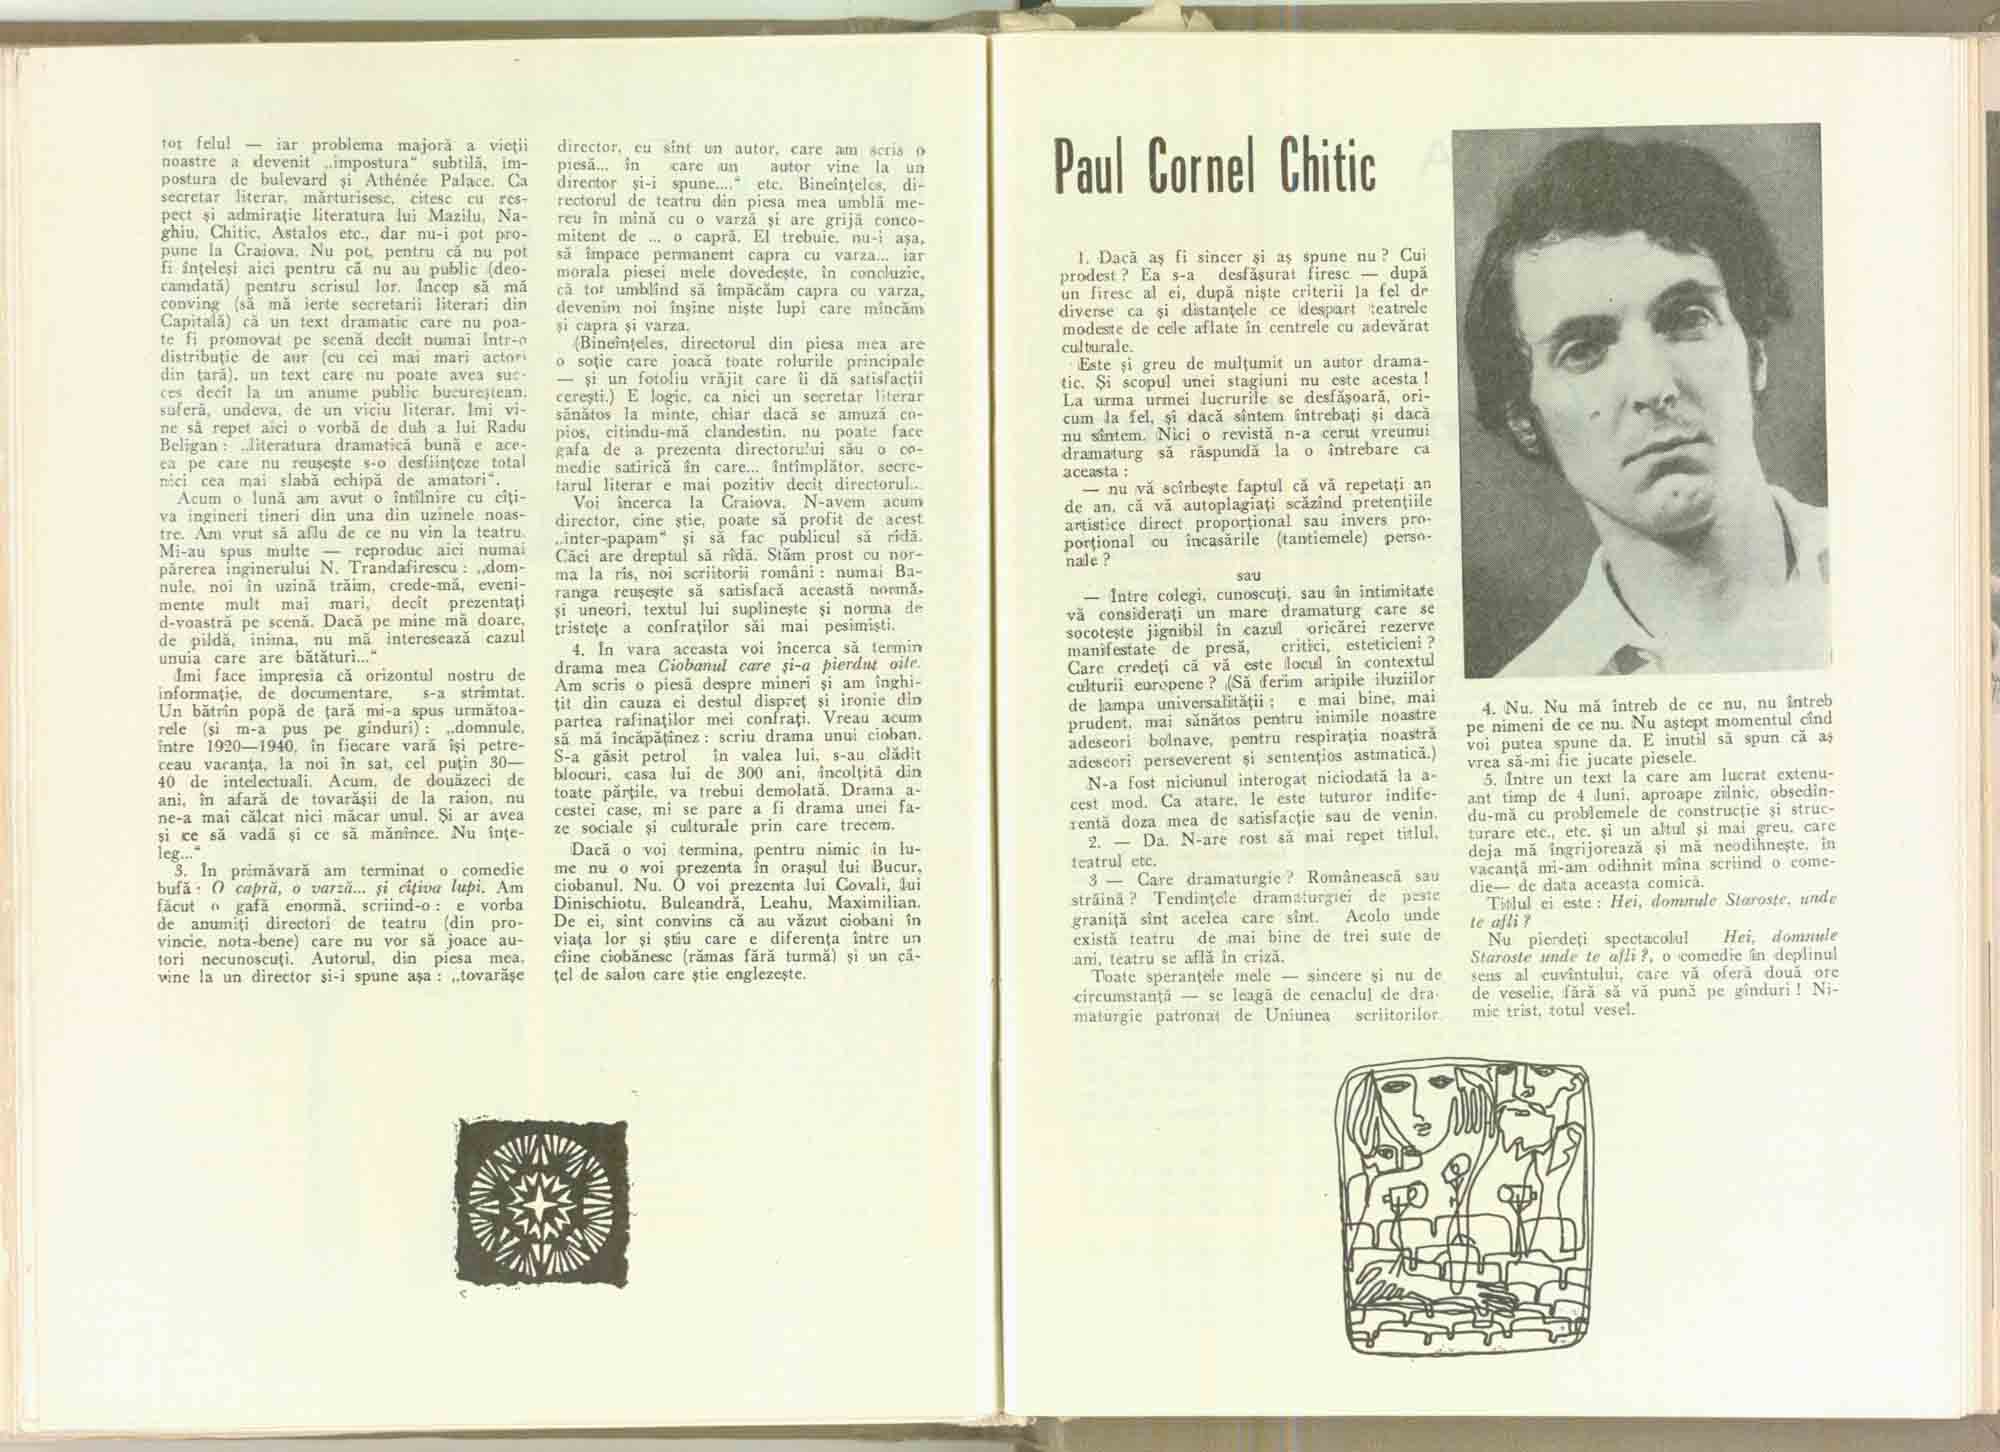 tot felul — iar problema majoră a vieții
noastre a devenit „impostura“ subtilă, im-
postura de bulevard și Athénée Palace. Ca
secretar literar, mărturisesc, citesc cu res-
pect și admirație literatura lui Mazilu, Na-
ghiu, Chitic, Astalos etc., dar nu-i pot pro-
pune la Craiova. Nu pot, pentru că nu pot
fi înțeleși aici pentru că nu au public (deo-
camdată) pentru scrisul lor. Încep să mă
conving (să mă ierte secretarii literari din
Capitală) că un text dramatic care nu poa-
te fi promovat pe scenă decît numai într-o
distribuție de aur (cu cei mai mari actori
din țară), un text care nu poate avea suc-
ces decît la un anume public bucureștean,
suferă, undeva, de un viciu literar. Îmi vi-
ne să repet aici o vorbă de duh a lui Radu
Beligan : „literatura dramatică bună e ace-
ea pe care nu reușește s-o desființeze total
nici cea mai slabă echipă de amatori“.
Acum o lună am avut o întîlnire cu cîți-
va ingineri tineri din una din uzinele noas-
tre. Am vrut să aflu de ce nu vin la teatru.
Mi-au spus multe — reproduc aici numai
părerea inginerului N. Trandafirescu : „dom-
nule, noi în uzină trăim, crede-mă, eveni-
mente mult mai mari, decît prezentați
d-voastră pe scenă. Dacă pe mine mă doare,
de pildă, inima, nu mă interesează cazul
unuia care are bătături...“
Îmi face impresia că orizontul nostru de
informație, de documentare, s-a strîmtat.
Un bătrîn popă de țară mi-a spus următoa-
rele (și m-a pus pe gînduri) : „domnule,
între 1920—1940, în fiecare vară își petre-
ceau vacanța, la noi în sat, cel puțin 30—
40 de intelectuali. Acum, de douăzeci de
ani, în afară de tovarășii de la raion, nu
ne-a mai călcat nici măcar unul. Și ar avea
și ce să vadă și ce să mănînce. Nu înțe-
leg...“
3. În primăvară am terminat o comedie
bufă : O capră, o varză... și cîțiva lupi. Am
făcut o gafă enormă, scriind-o : e vorba
de anumiți directori de teatru (din pro-
vincie, nota-bene) care nu vor să joace au-
tori necunoscuți. Autorul, din piesa mea,
vine la un director și-i spune așa : „tovarășe
director, eu sînt un autor, care am scris o
piesă... în care un autor vine la un
director și-i spune....“ etc. Bineînțeles, di-
rectorul de teatru din piesa mea umblă me-
reu în mînă cu o varză și are grijă conco-
mitent de ... o capră. El trebuie, nu-i așa,
să împace permanent capra cu varza... iar
morala piesei mele dovedește, în concluzie,
că tot umblînd să împăcăm capra cu varza,
devenim noi înșine niște lupi care mîncăm
și capra și varza.
(Bineînțeles, directorul din piesa mea are
o soție care joacă toate rolurile principale
— și un fotoliu vrăjit care îi dă satisfacții
cerești.) E logic, ca nici un secretar literar
sănătos la minte, chiar dacă se amuză co-
pios, citindu-mă clandestin, nu poate face
gafa de a prezenta directorului său o co-
medie satirică în care... întîmplător, secre-
tarul literar e mai pozitiv decît directorul...
Voi încerca la Craiova. N-avem acum
director, cine știe, poate să profit de acest
„inter-papam“ și să fac publicul să rîdă.
Căci are dreptul să rîdă. Stăm prost cu nor-
ma la rîs, noi scriitorii români : numai Ba-
ranga reușește să satisfacă această normă,
și uneori, textul lui suplinește și norma de
tristețe a confraților săi mai pesimiști.
4. În vara aceasta voi încerca să termin
drama mea Ciobanul care și-a pierdut oile.
Am scris o piesă despre mineri și am înghi-
țit din cauza ei destul dispreț și ironie din
partea rafinaților mei confrați. Vreau acum
să mă încăpățînez : scriu drama unui cioban.
S-a găsit petrol în valea lui, s-au clădit
blocuri, casa lui de 300 ani, încolțită din
toate părțile, va trebui demolată. Drama a-
cestei case, mi se pare a fi drama unei fa-
ze sociale și culturale prin care trecem.
Dacă o voi termina, pentru nimic în lu-
me nu o voi prezenta în orașul lui Bucur,
ciobanul. Nu. O voi prezenta lui Covali, lui
Dinischiotu, Buleandră, Leahu, Maximilian.
De ei, sînt convins că au văzut ciobani în
viața lor și știu care e diferența între un
cîine ciobănesc (rămas fără turmă) și un că-
țel de salon care știe englezește.
Paul Cornel Chitic
1. Dacă aș fi sincer și aș spune nu ? Cui
prodest ? Ea s-a desfășurat firesc — după
un firesc al ei, după niște criterii la fel de
diverse ca și distanțele ce despart teatrele
modeste de cele aflate în centrele cu adevărat
culturale.
Este și greu de mulțumit un autor drama-
tic. Și scopul unei stagiuni nu este acesta !
La urma urmei lucrurile se desfășoară, ori-
cum la fel, și dacă sîntem întrebați și dacă
nu sîntem. Nici o revistă n-a cerut vreunui
dramaturg să răspundă la o întrebare ca
aceasta :
— nu vă scîrbește faptul că vă repetați an
de an, că vă autoplagiați scăzînd pretențiile
artistice direct proporțional sau invers pro-
porțional cu încasările (tantiemele) perso-
nale ?
sau
— Între colegi, cunoscuți, sau în intimitate
vă considerați un mare dramaturg care se
socotește jignibil în cazul oricărei rezerve
manifestate de presă, critici, esteticieni ?
Care credeți că vă este locul în contextul
culturii europene ? (Să ferim aripile iluziilor
de lampa universalității ; e mai bine, mai
prudent, mai sănătos pentru inimile noastre
adeseori bolnave, pentru respirația noastră
adeseori perseverent și sentențios astmatică.)
N-a fost niciunul interogat niciodată la a-
cest mod. Ca atare, le este tuturor indife-
rentă doza mea de satisfacție sau de venin.
2. — Da. N-are rost să mai repet titlul,
teatrul etc.
3 — Care dramaturgie ? Românească sau
străină ? Tendințele dramaturgiei de peste
graniță sînt acelea care sînt. Acolo unde
există teatru de mai bine de trei sute de
ani, teatru se află în criză.
Toate speranțele mele — sincere și nu de
circumstanță — se leagă de cenaclul de dra-
maturgie patronat de Uniunea scriitorilor.
4. Nu. Nu mă întreb de ce nu, nu întreb
pe nimeni de ce nu. Nu aștept momentul cînd
voi putea spune da. E inutil să spun că aș
vrea să-mi fie jucate piesele.
5. Între un text la care am lucrat extenu-
ant timp de 4 luni, aproape zilnic, obsedîn-
du-mă cu problemele de construcție și struc-
turare etc., etc. și un altul și mai greu, care
deja mă îngrijorează și mă neodihnește, în
vacanță mi-am odihnit mîna scriind o come-
die— de data aceasta comică.
Titlul ei este : Hei, domnule Staroste, unde
te afli ?
Nu pierdeți spectacolul Hei, domnule
Staroste unde te afli ?, o comedie în deplinul
sens al cuvîntului, care vă oferă două ore
de veselie, fără să vă pună pe gînduri ! Ni-
mic trist, totul vesel.